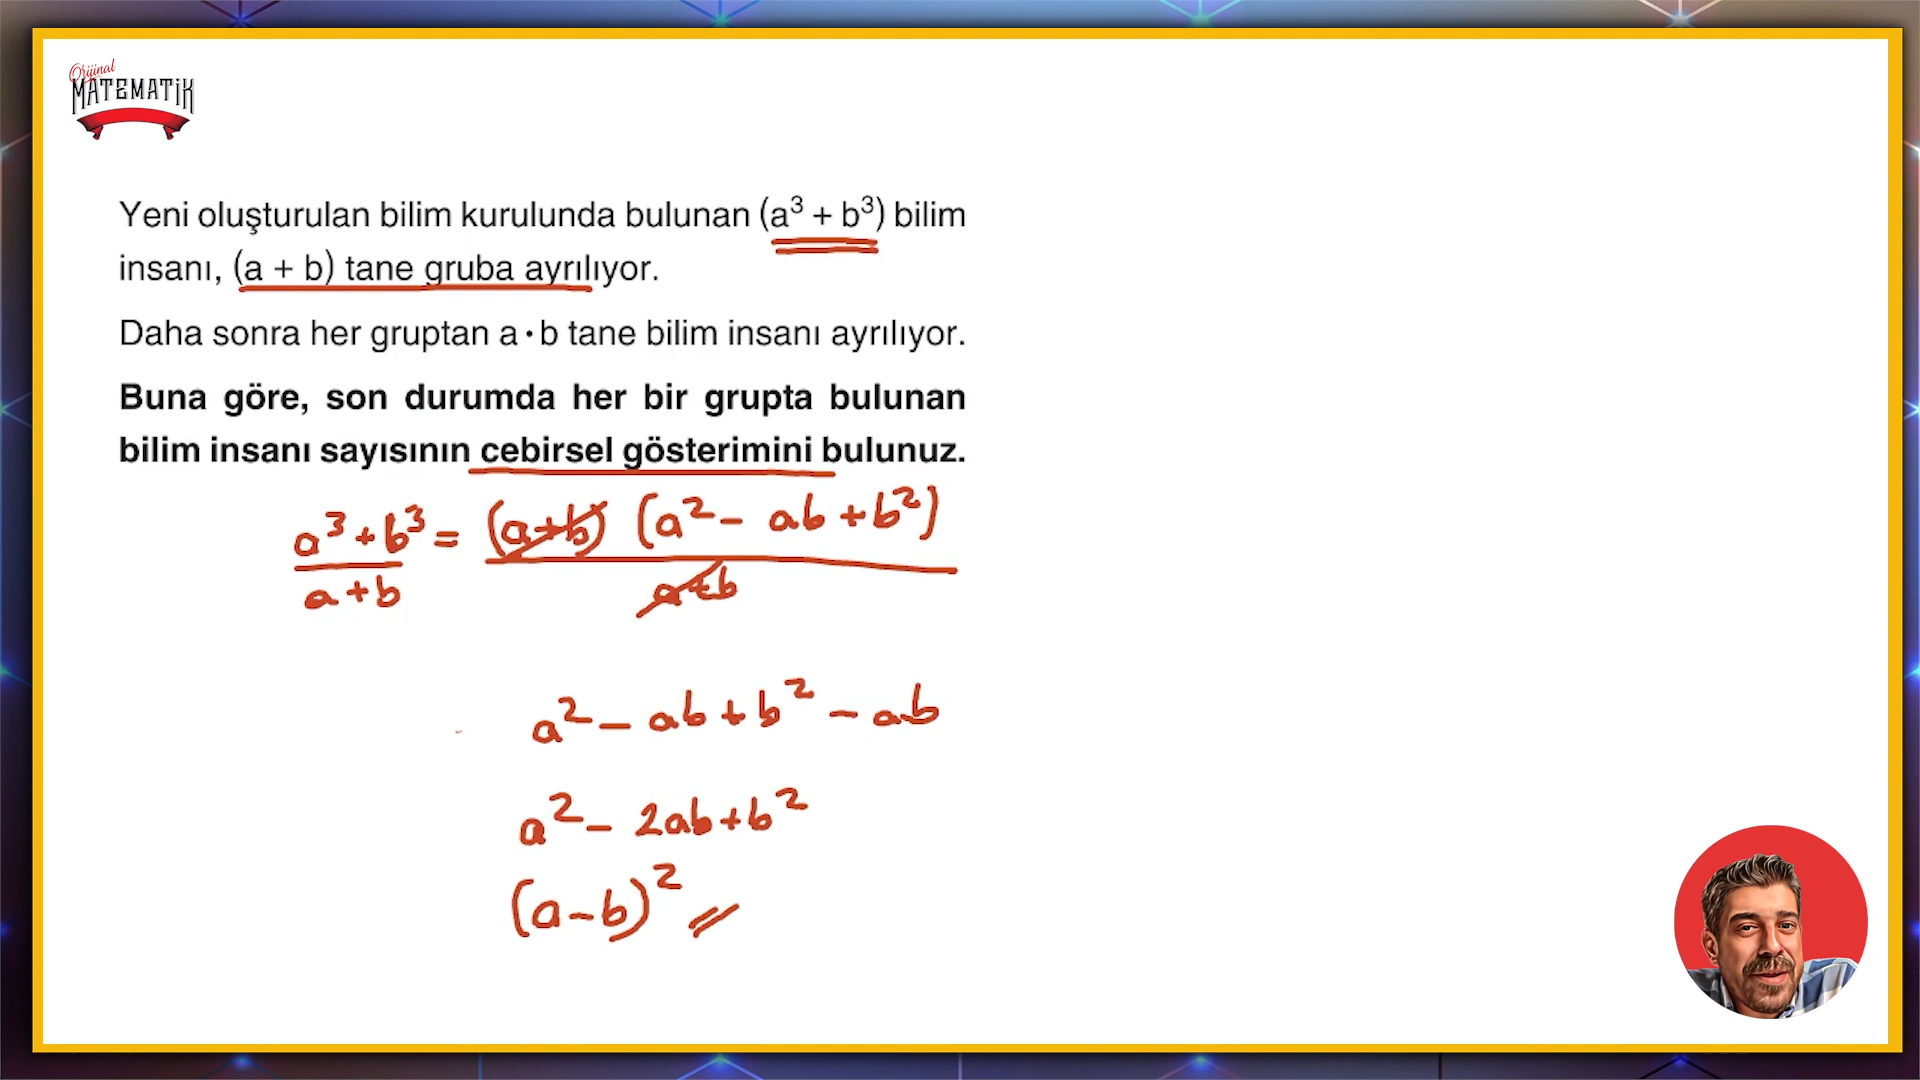 Orijinal
MATEMATİK
Yeni oluşturulan bilim kurulunda bulunan (a³ + b³) bilim
insanı, (a + b) tane gruba ayrılıyor.
Daha sonra her gruptan a · b tane bilim insanı ayrılıyor.
Buna göre, son durumda her bir grupta bulunan
bilim insanı sayısının cebirsel gösterimini bulunuz.
a³+b³ = (a+b) (a² - ab + b²)
a+b a+b
a² - ab + b² - ab
a² - 2ab + b²
(a-b)²